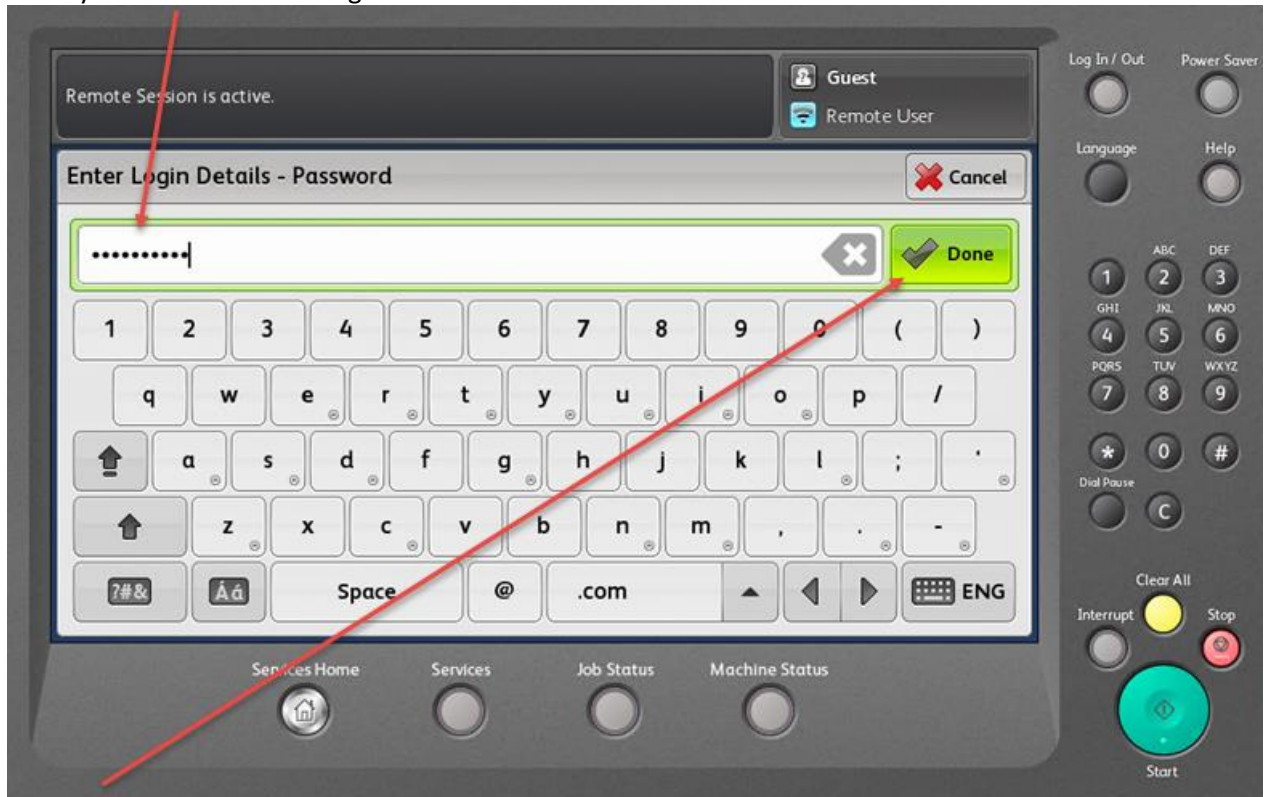 Remote Session is active.
Guest
Remote User
Enter Login Details - Password
Cancel
••••••••••
Done
1 2 3 4 5 6 7 8 9 0 ( )
q w e r t y u i o p /
a s d f g h j k l ; '
z x c v b n m , . -
?#& Áá Space @ .com ENG
Services Home Services Job Status Machine Status
Log In / Out Power Saver
Language Help
ABC DEF
1 2 3
GHI JKL MNO
4 5 6
PQRS TUV WXYZ
7 8 9
* 0 #
Dial Pause
C
Clear All
Interrupt Stop
Start